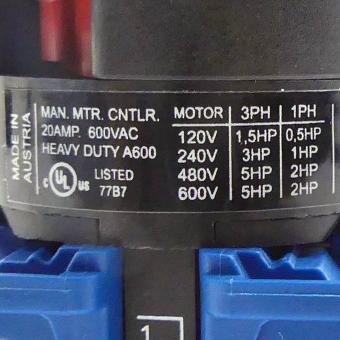 MADE IN
AUSTRIA
MAN. MTR. CNTLR.
20AMP. 600VAC
HEAVY DUTY A600
c UL us LISTED
77B7
MOTOR 3PH 1PH
120V 1,5HP 0,5HP
240V 3HP 1HP
480V 5HP 2HP
600V 5HP 2HP
1